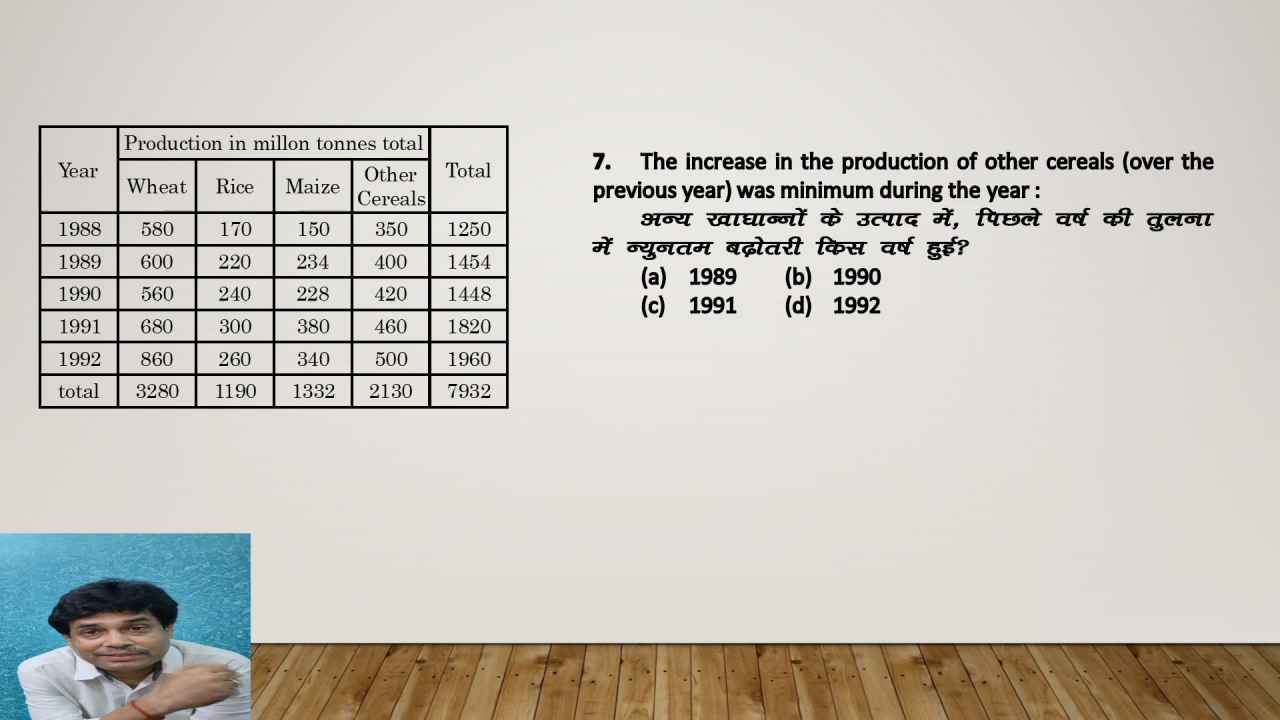 Year Production in millon tonnes total Total
Wheat Rice Maize Other Cereals
1988 580 170 150 350 1250
1989 600 220 234 400 1454
1990 560 240 228 420 1448
1991 680 300 380 460 1820
1992 860 260 340 500 1960
total 3280 1190 1332 2130 7932
7. The increase in the production of other cereals (over the
previous year) was minimum during the year :
अन्य खाघान्नों के उत्पाद में, पिछले वर्ष की तुलना
में न्युनतम बढ़ोतरी किस वर्ष हुई?
(a) 1989 (b) 1990
(c) 1991 (d) 1992